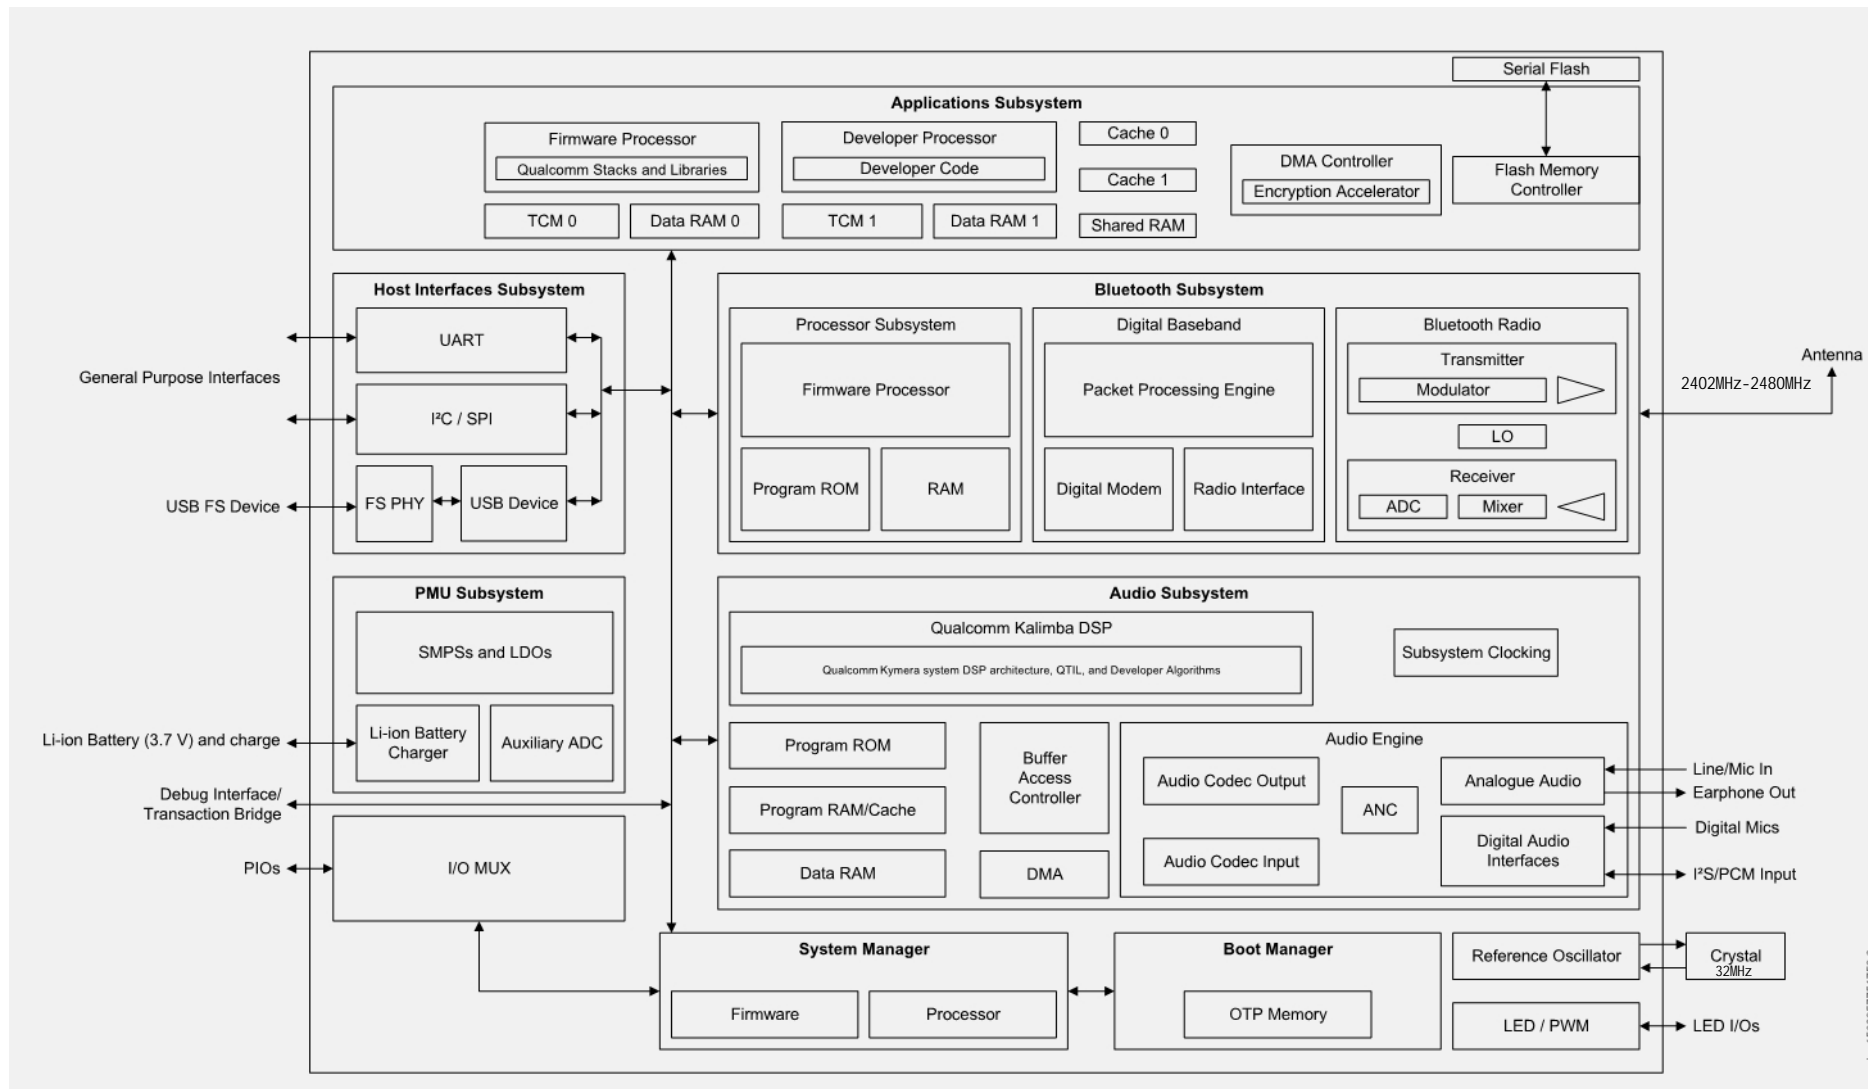 Serial Flash
Applications Subsystem
Firmware Processor
Qualcomm Stacks and Libraries
Developer Processor
Developer Code
Cache 0
Cache 1
Shared RAM
DMA Controller
Encryption Accelerator
Flash Memory
Controller
TCM 0
Data RAM 0
TCM 1
Data RAM 1
Host Interfaces Subsystem
UART
General Purpose Interfaces
I²C / SPI
FS PHY
USB Device
USB FS Device
Bluetooth Subsystem
Processor Subsystem
Firmware Processor
Program ROM
RAM
Digital Baseband
Packet Processing Engine
Digital Modem
Radio Interface
Bluetooth Radio
Transmitter
Modulator
LO
Receiver
ADC
Mixer
Antenna
2402MHz-2480MHz
PMU Subsystem
SMPSs and LDOs
Li-ion Battery
Charger
Auxiliary ADC
Li-ion Battery (3.7 V) and charge
Debug Interface/
Transaction Bridge
PIOs
I/O MUX
Audio Subsystem
Qualcomm Kalimba DSP
Qualcomm Kymera system DSP architecture, QTIL, and Developer Algorithms
Subsystem Clocking
Program ROM
Program RAM/Cache
Data RAM
Buffer
Access
Controller
DMA
Audio Engine
Audio Codec Output
Audio Codec Input
ANC
Analogue Audio
Digital Audio
Interfaces
Line/Mic In
Earphone Out
Digital Mics
I²S/PCM Input
System Manager
Firmware
Processor
Boot Manager
OTP Memory
Reference Oscillator
Crystal
32MHz
LED / PWM
LED I/Os